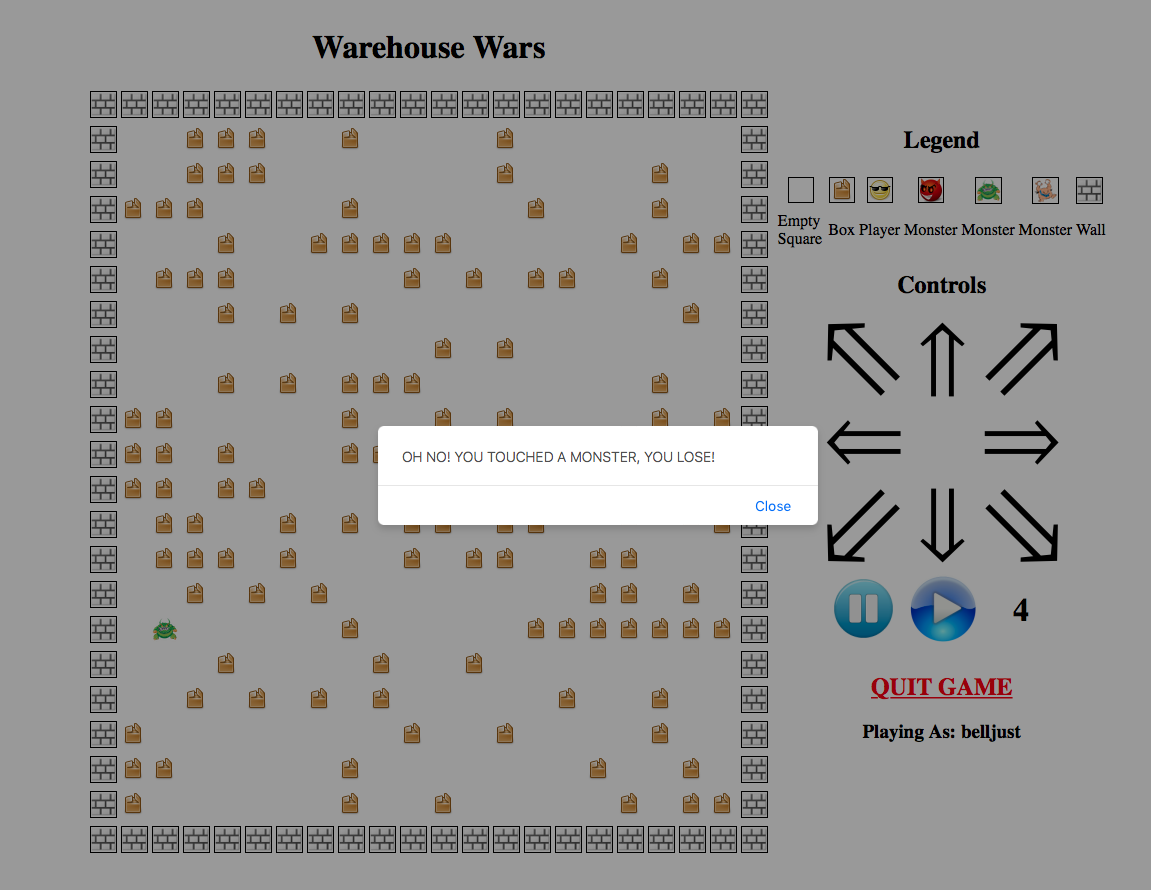 Warehouse Wars
Legend
Empty
Square
Box Player Monster Monster Monster Wall
Controls
OH NO! YOU TOUCHED A MONSTER, YOU LOSE!
Close
4
QUIT GAME
Playing As: belljust